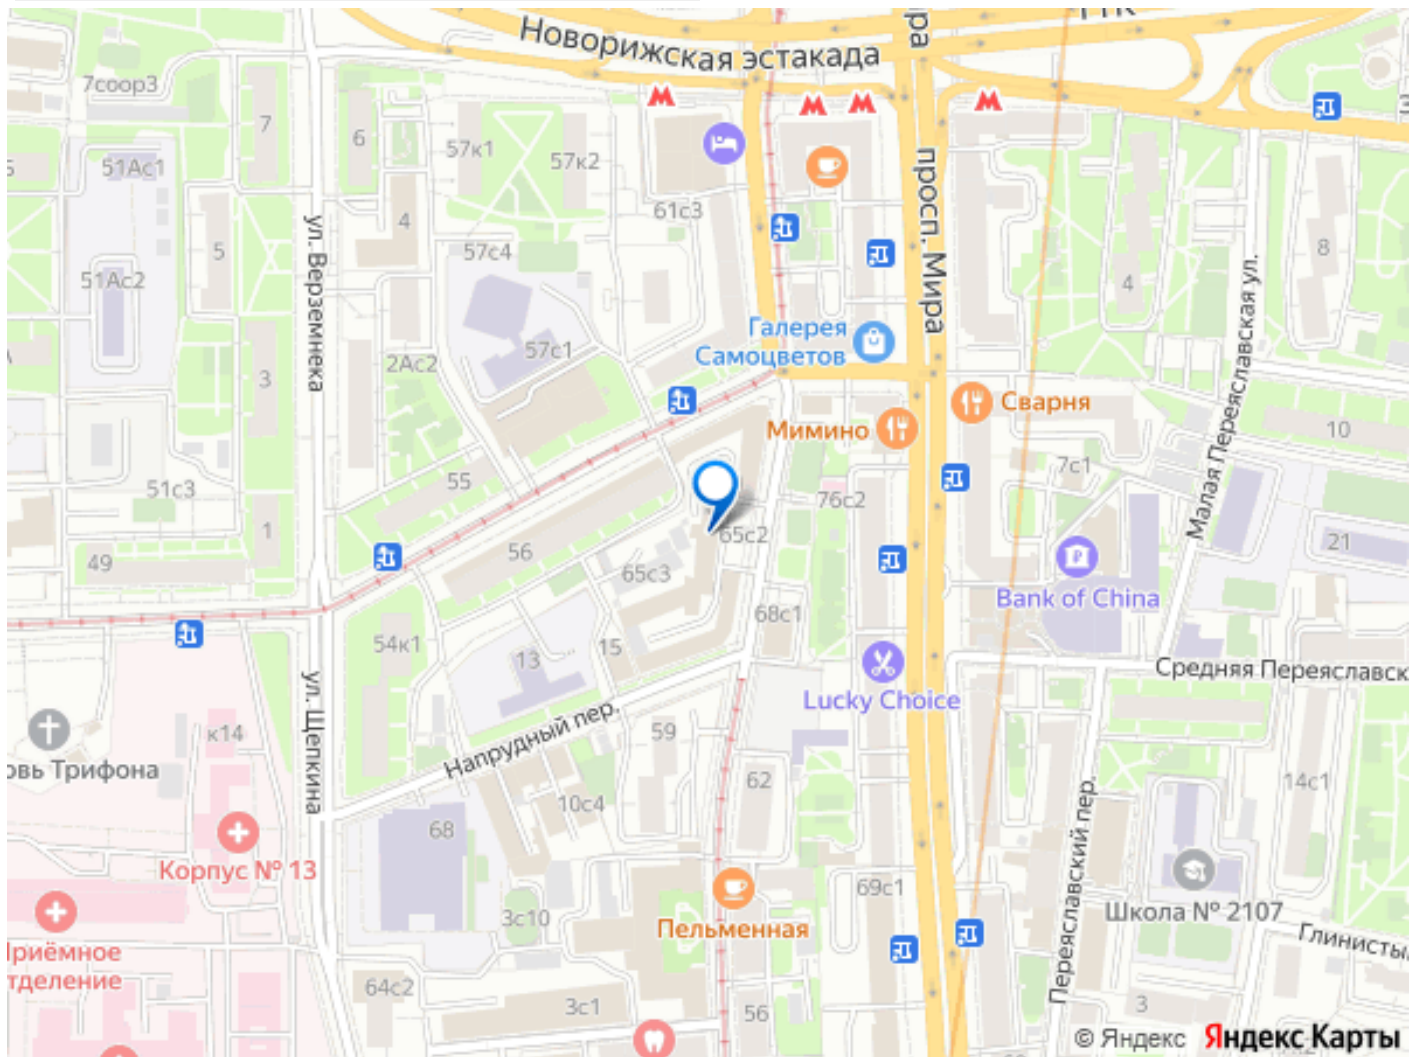 Новорижская эстакада
7соор3
7
6
57к1
57к2
51Ас1
4
61с3
5
57с4
51Ас2
ул. Верземнека
просп. Мира
8
4
Малая Переяславская ул.
Галерея
Самоцветов
57с1
2Ас2
3
Сварня
Мимино
10
55
51с3
7с1
76с2
1
49
56
65с2
65с3
21
Bank of China
68с1
54к1
13
15
Средняя Переяславск
Lucky Choice
ул. Щепкина
Напрудный пер.
59
к14
овь Трифона
62
14с1
10с4
68
Переяславский пер.
Корпус № 13
69с1
3с10
Школа № 2107
Пельменная
Глинисты
Приёмное
тделение
64с2
3с1
56
3
© Яндекс Яндекс Карты